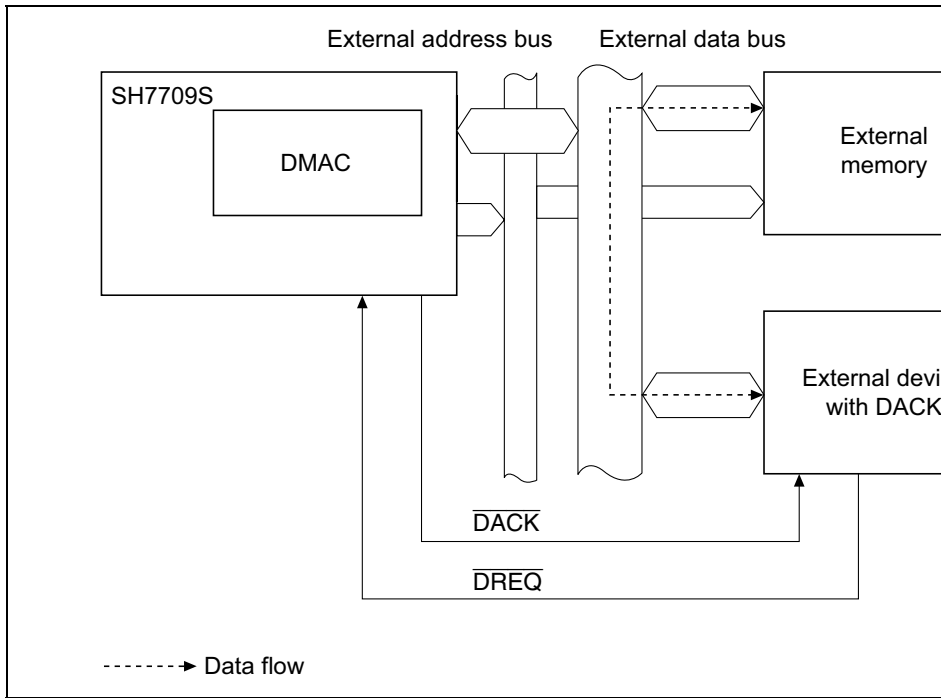 External address bus
External data bus
SH7709S
DMAC
External
memory
External devi
with DACK
DACK
DREQ
Data flow